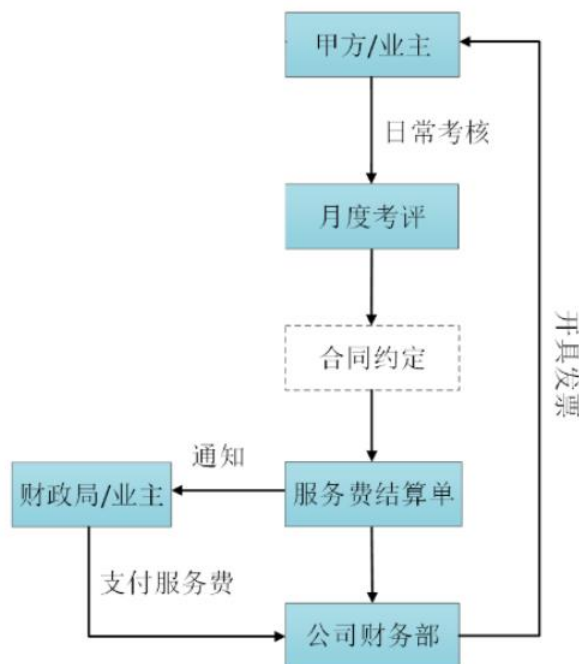 甲方/业主
日常考核
月度考评
开具发票
合同约定
通知
财政局/业主
服务费结算单
支付服务费
公司财务部